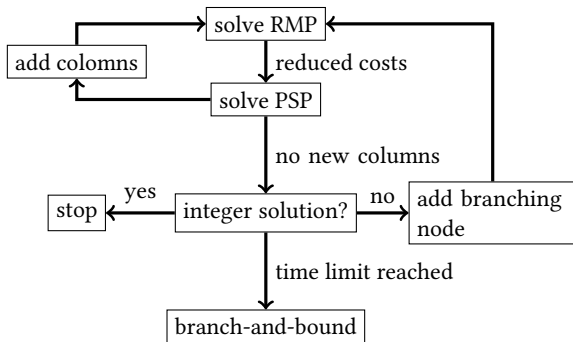 solve RMP
add colomns
reduced costs
solve PSP
no new columns
yes
no
stop
integer solution?
add branching
node
time limit reached
branch-and-bound